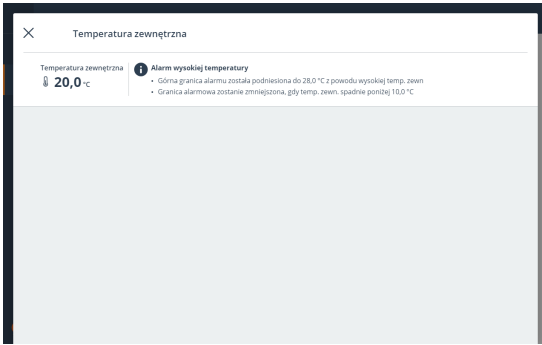 Temperatura zewnętrzna
Temperatura zewnętrzna
20,0 °C
Alarm wysokiej temperatury
• Górna granica alarmu została podniesiona do 28,0 °C z powodu wysokiej temp. zewn
• Granica alarmowa zostanie zmniejszona, gdy temp. zewn. spadnie poniżej 10,0 °C